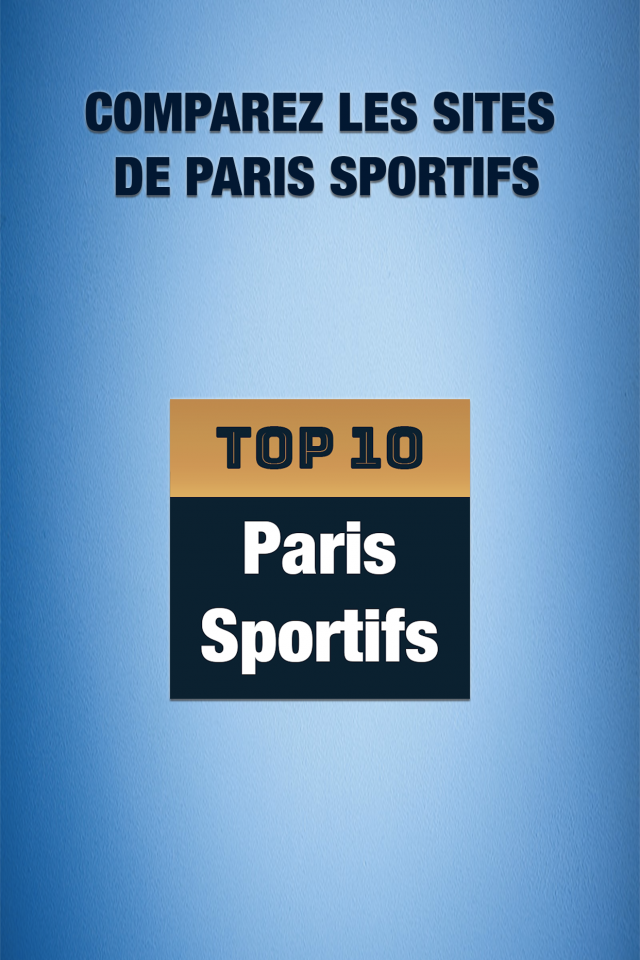 COMPAREZ LES SITES
DE PARIS SPORTIFS
TOP 10
Paris
Sportifs